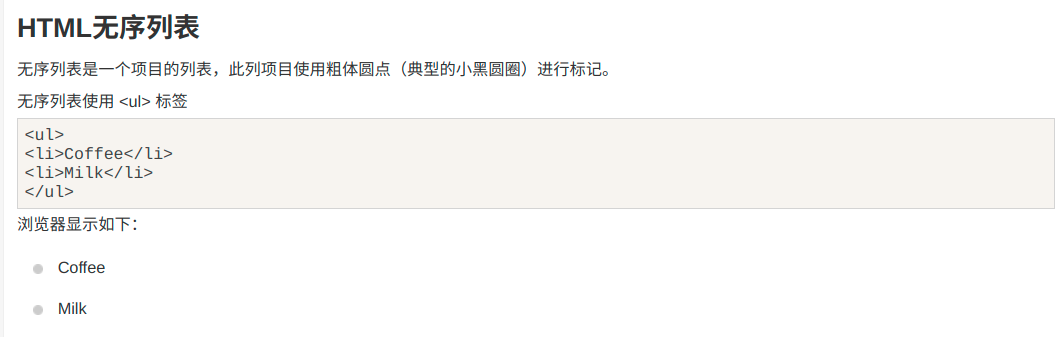 HTML无序列表
无序列表是一个项目的列表，此列项目使用粗体圆点（典型的小黑圆圈）进行标记。
无序列表使用 <ul> 标签
<ul>
<li>Coffee</li>
<li>Milk</li>
</ul>
浏览器显示如下：
Coffee
Milk